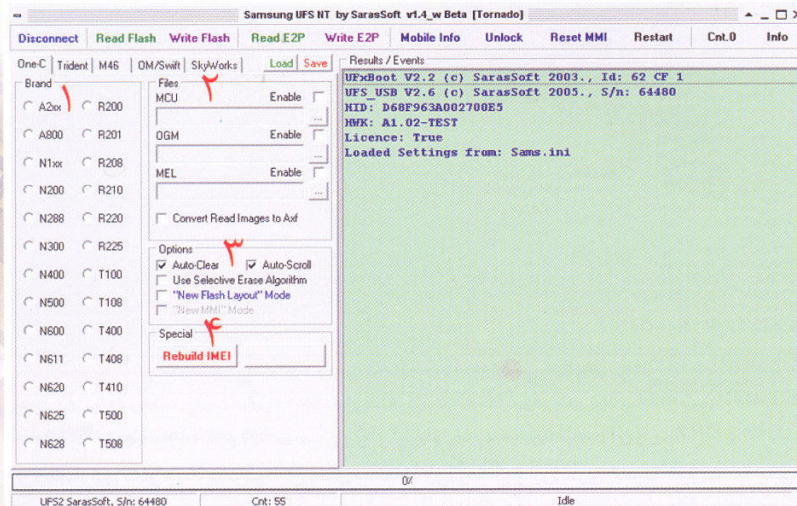 Samsung UFS NT by SarasSoft v1.4_w Beta [Tornado]
Disconnect Read Flash Write Flash Read E2P Write E2P Mobile Info Unlock Reset MMI Restart Cnt.0 Info
One-C Trident M46 OM/Swift SkyWorks Load Save
Brand
۱
A2xx R200
A800 R201
N1xx R208
N200 R210
N288 R220
N300 R225
N400 T100
N500 T108
N600 T400
N611 T408
N620 T410
N625 T500
N628 T508
Files
۲
MCU Enable
...
OGM Enable
...
MEL Enable
...
Convert Read Images to Axf
Options
۳
Auto-Clear Auto-Scroll
Use Selective Erase Algorithm
"New Flash Layout" Mode
"New MMI" Mode
Special
۴
Rebuild IMEI
Results / Events
UFxBoot V2.2 (c) SarasSoft 2003., Id: 62 CF 1
UFS_USB V2.6 (c) SarasSoft 2005., S/n: 64480
HID: D68F963A002700E5
HWK: A1.02-TEST
Licence: True
Loaded Settings from: Sams.ini
0%
UFS2 SarasSoft, S/n: 64480 Cnt: 55 Idle